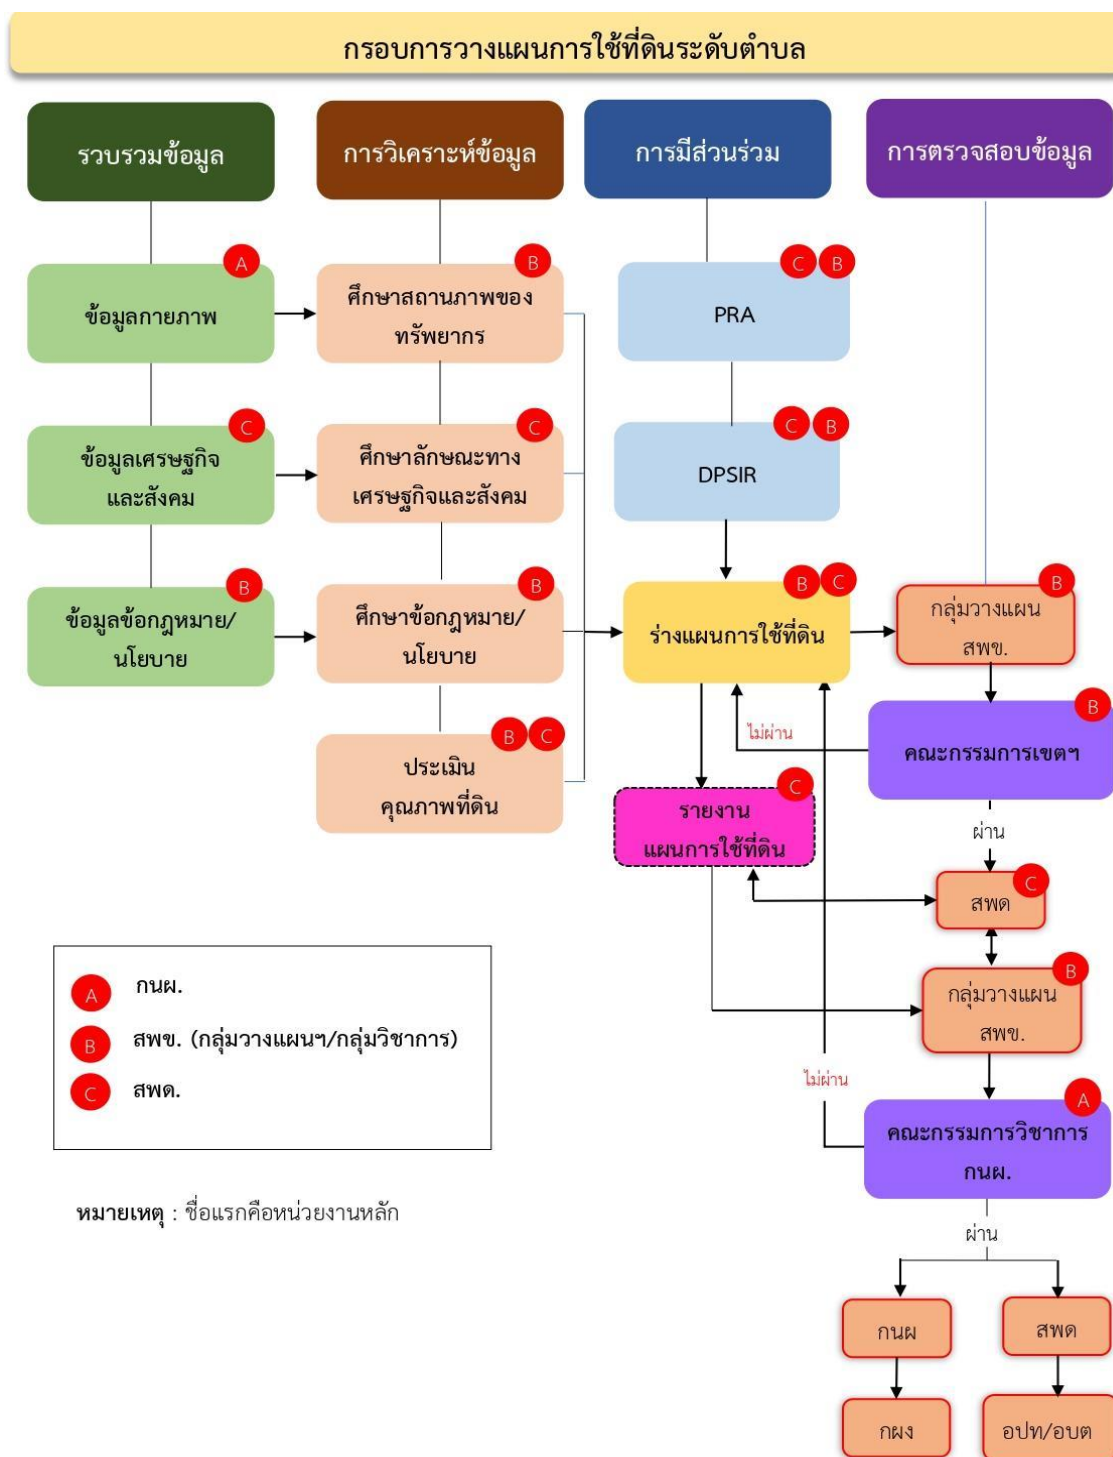 กรอบการวางแผนการใช้ที่ดินระดับตำบล
รวบรวมข้อมูล
การวิเคราะห์ข้อมูล
การมีส่วนร่วม
การตรวจสอบข้อมูล
A
ข้อมูลกายภาพ
B
ศึกษาสถานภาพของ
ทรัพยากร
C B
PRA
C
ข้อมูลเศรษฐกิจ
และสังคม
C
ศึกษาลักษณะทาง
เศรษฐกิจและสังคม
C B
DPSIR
B
ข้อมูลข้อกฎหมาย/
นโยบาย
B
ศึกษาข้อกฎหมาย/
นโยบาย
B C
ร่างแผนการใช้ที่ดิน
B
กลุ่มวางแผน
สพข.
B C
ประเมิน
คุณภาพที่ดิน
ไม่ผ่าน
B
คณะกรรมการเขตฯ
C
รายงาน
แผนการใช้ที่ดิน
ผ่าน
C
สพด
B
กลุ่มวางแผน
สพข.
ไม่ผ่าน
A
คณะกรรมการวิชาการ
กนผ.
ผ่าน
กนผ
สพด
กผง
อปท/อบต
A กนผ.
B สพข. (กลุ่มวางแผนฯ/กลุ่มวิชาการ)
C สพด.
หมายเหตุ : ชื่อแรกคือหน่วยงานหลัก